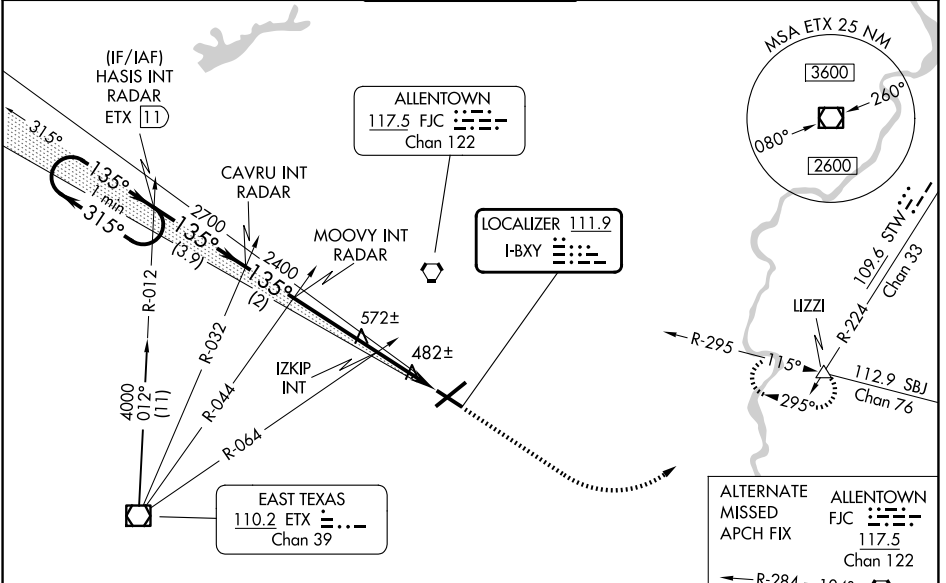 (IF/IAF)
HASIS INT
RADAR
ETX 11
315°
135°
1 min
315°
CAVRU INT
RADAR
2700
135°
(3.9)
MOOVY INT
RADAR
2400
135°
(2)
ALLENTOWN
117.5 FJC
Chan 122
LOCALIZER 111.9
I-BXY
572±
482±
IZKIP
INT
R-012
R-032
R-044
R-064
4000
012°
(11)
EAST TEXAS
110.2 ETX
Chan 39
MSA ETX 25 NM
3600
260°
080°
2600
109.6 STW
Chan 33
R-224
LIZZI
R-295
115°
295°
112.9 SBJ
Chan 76
ALTERNATE
MISSED
APCH FIX
ALLENTOWN
FJC
117.5
Chan 122
R-284